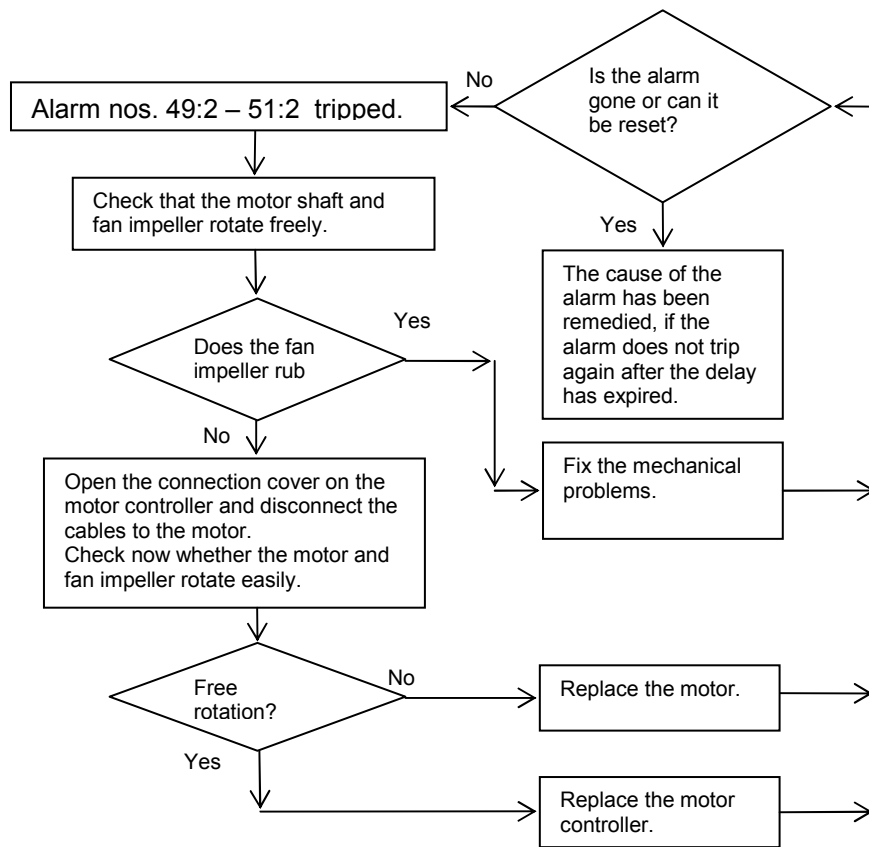 Alarm nos. 49:2 – 51:2 tripped.
No
Is the alarm
gone or can it
be reset?
Yes
The cause of the
alarm has been
remedied, if the
alarm does not trip
again after the delay
has expired.
Check that the motor shaft and
fan impeller rotate freely.
Does the fan
impeller rub
Yes
Fix the mechanical
problems.
No
Open the connection cover on the
motor controller and disconnect the
cables to the motor.
Check now whether the motor and
fan impeller rotate easily.
Free
rotation?
No
Replace the motor.
Yes
Replace the motor
controller.